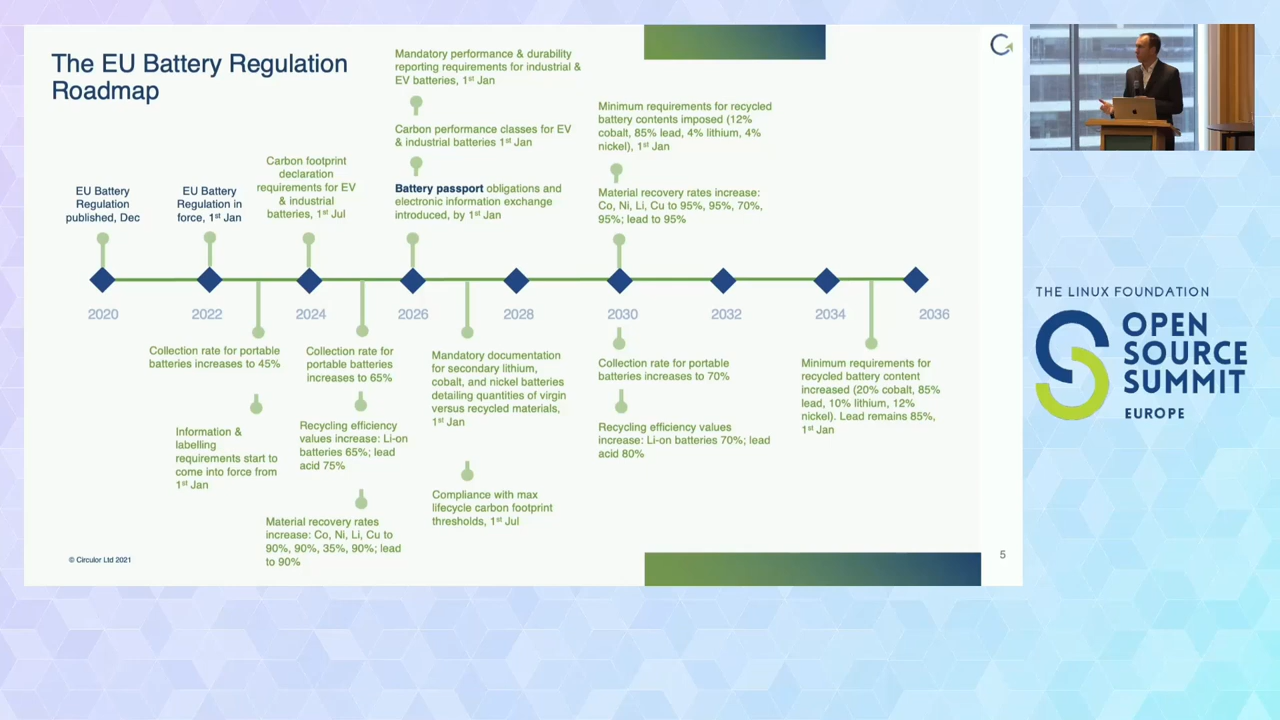 The EU Battery Regulation
Roadmap
Mandatory performance & durability
reporting requirements for industrial &
EV batteries, 1st Jan
Carbon performance classes for EV
& industrial batteries 1st Jan
Battery passport obligations and
electronic information exchange
introduced, by 1st Jan
Minimum requirements for recycled
battery contents imposed (12%
cobalt, 85% lead, 4% lithium, 4%
nickel), 1st Jan
Material recovery rates increase:
Co, Ni, Li, Cu to 95%, 95%, 70%,
95%; lead to 95%
EU Battery
Regulation
published, Dec
EU Battery
Regulation in
force, 1st Jan
Carbon footprint
declaration
requirements for EV
& industrial
batteries, 1st Jul
2020
2022
2024
2026
2028
2030
2032
2034
2036
Collection rate for portable
batteries increases to 45%
Information &
labelling
requirements start to
come into force from
1st Jan
Collection rate for
portable batteries
increases to 65%
Recycling efficiency
values increase: Li-on
batteries 65%; lead
acid 75%
Material recovery rates
increase: Co, Ni, Li, Cu to
90%, 90%, 35%, 90%; lead
to 90%
Mandatory documentation
for secondary lithium,
cobalt, and nickel batteries
detailing quantities of virgin
versus recycled materials,
1st Jan
Compliance with max
lifecycle carbon footprint
thresholds, 1st Jul
Collection rate for portable
batteries increases to 70%
Recycling efficiency values
increase: Li-on batteries 70%; lead
acid 80%
Minimum requirements for
recycled battery content
increased (20% cobalt, 85%
lead, 10% lithium, 12%
nickel). Lead remains 85%,
1st Jan
© Circulor Ltd 2021
5
THE LINUX FOUNDATION
OPEN
SOURCE
SUMMIT
EUROPE